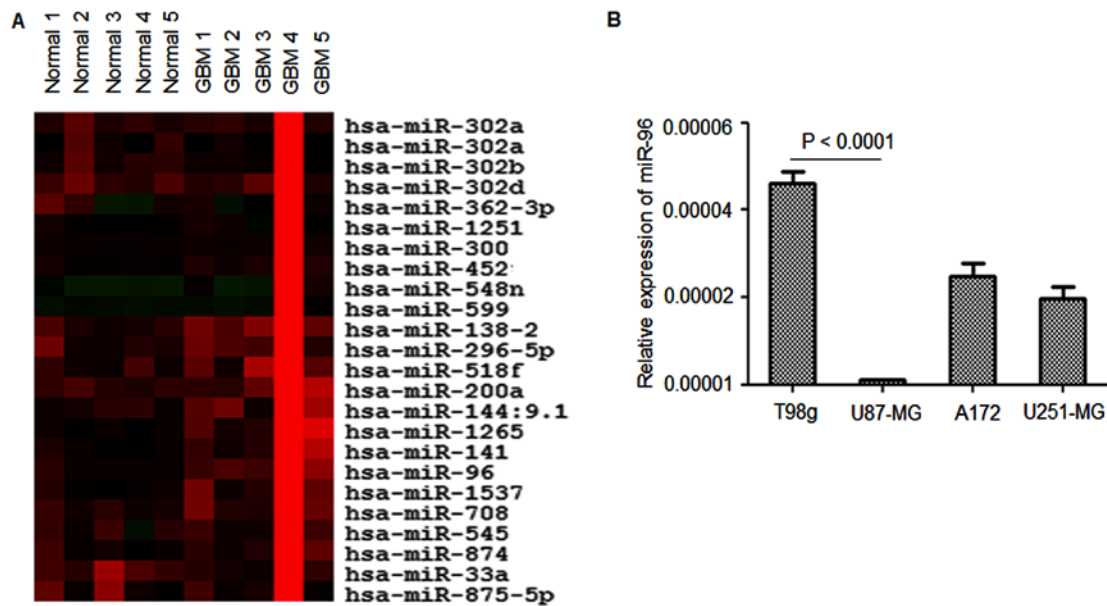 A
Normal 1
Normal 2
Normal 3
Normal 4
Normal 5
GBM 1
GBM 2
GBM 3
GBM 4
GBM 5
hsa-miR-302a
hsa-miR-302a
hsa-miR-302b
hsa-miR-302d
hsa-miR-362-3p
hsa-miR-1251
hsa-miR-300
hsa-miR-452
hsa-miR-548n
hsa-miR-599
hsa-miR-138-2
hsa-miR-296-5p
hsa-miR-518f
hsa-miR-200a
hsa-miR-144:9.1
hsa-miR-1265
hsa-miR-141
hsa-miR-96
hsa-miR-1537
hsa-miR-708
hsa-miR-545
hsa-miR-874
hsa-miR-33a
hsa-miR-875-5p
B
Relative expression of miR-96
0.00006
0.00004
0.00002
0.00001
P < 0.0001
T98g
U87-MG
A172
U251-MG